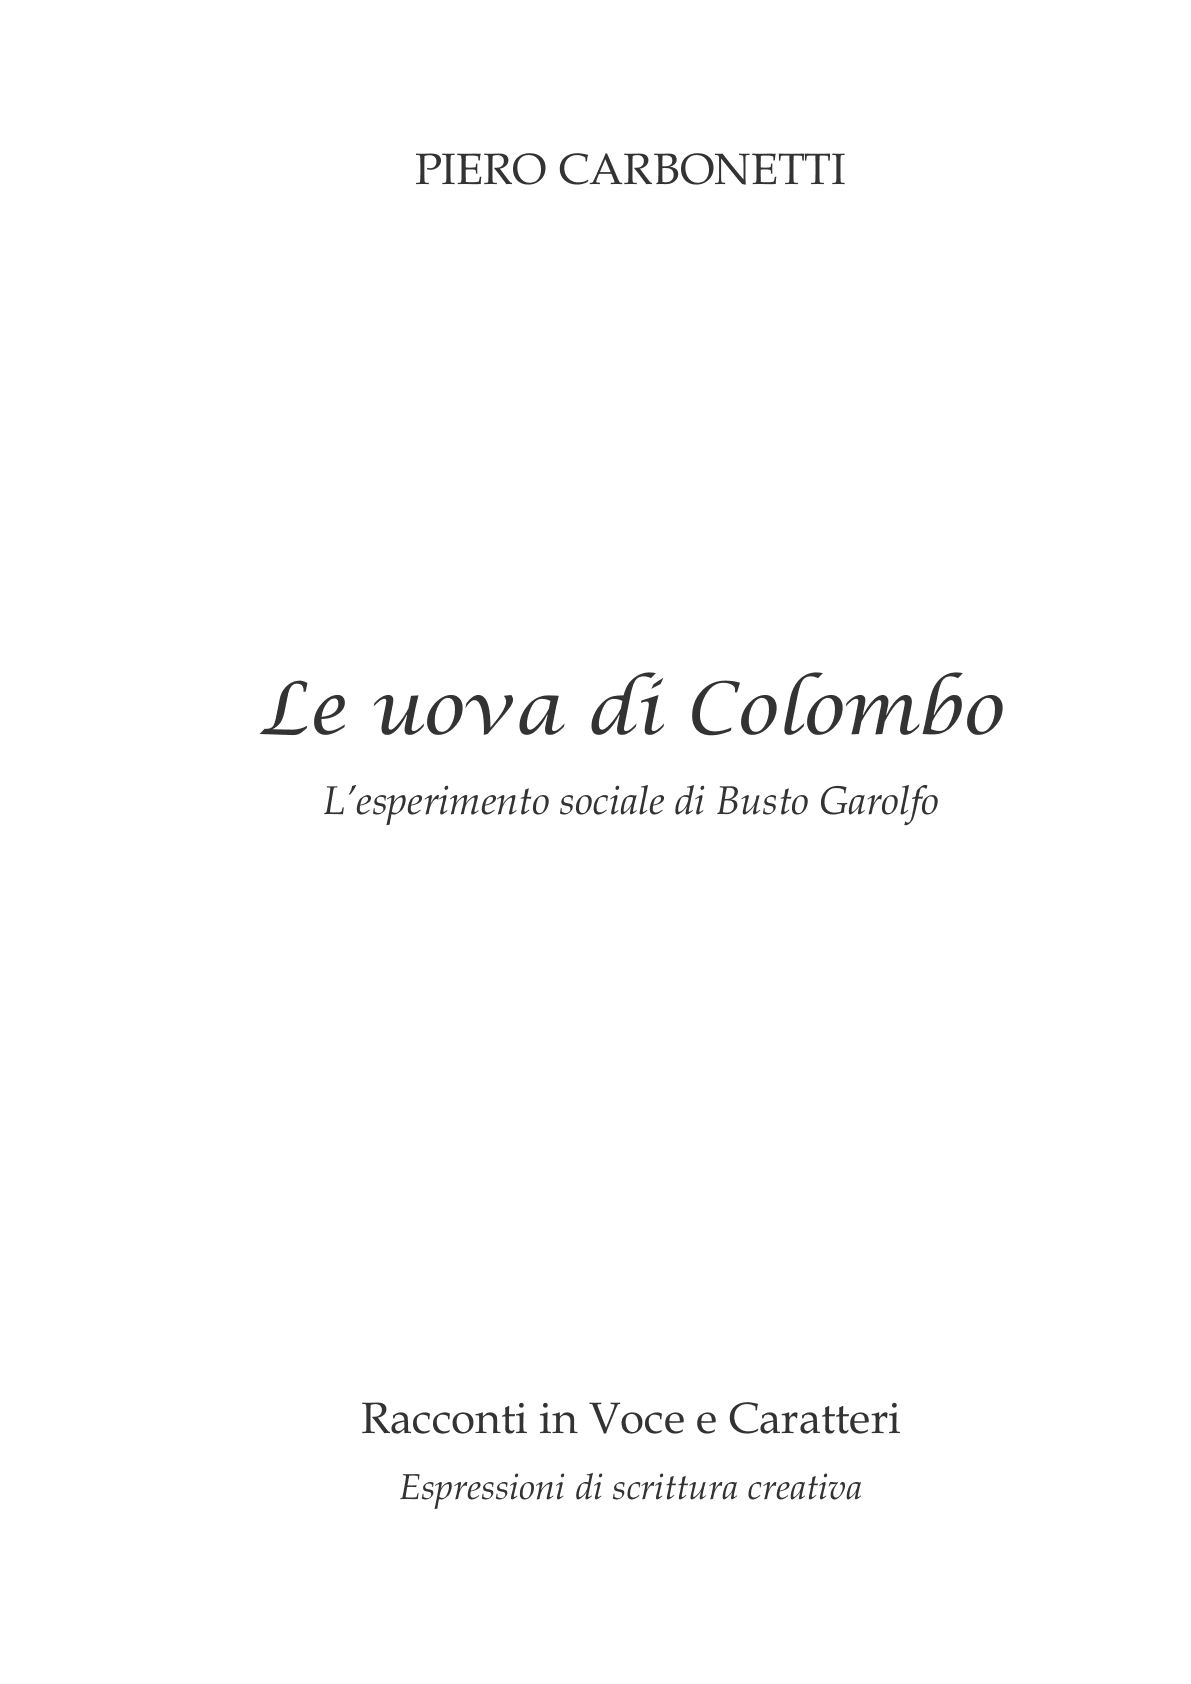 PIERO CARBONETTI
Le uova di Colombo
L’esperimento sociale di Busto Garolfo
Racconti in Voce e Caratteri
Espressioni di scrittura creativa